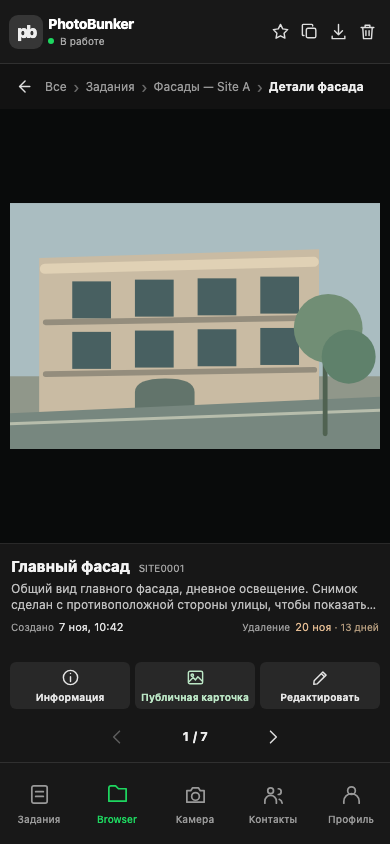 pb PhotoBunker
В работе
Все › Задания › Фасады — Site A › Детали фасада
Главный фасад SITE0001
Общий вид главного фасада, дневное освещение. Снимок
сделан с противоположной стороны улицы, чтобы показать...
Создано 7 ноя, 10:42 Удаление 20 ноя · 13 дней
Информация Публичная карточка Редактировать
1 / 7
Задания Browser Камера Контакты Профиль